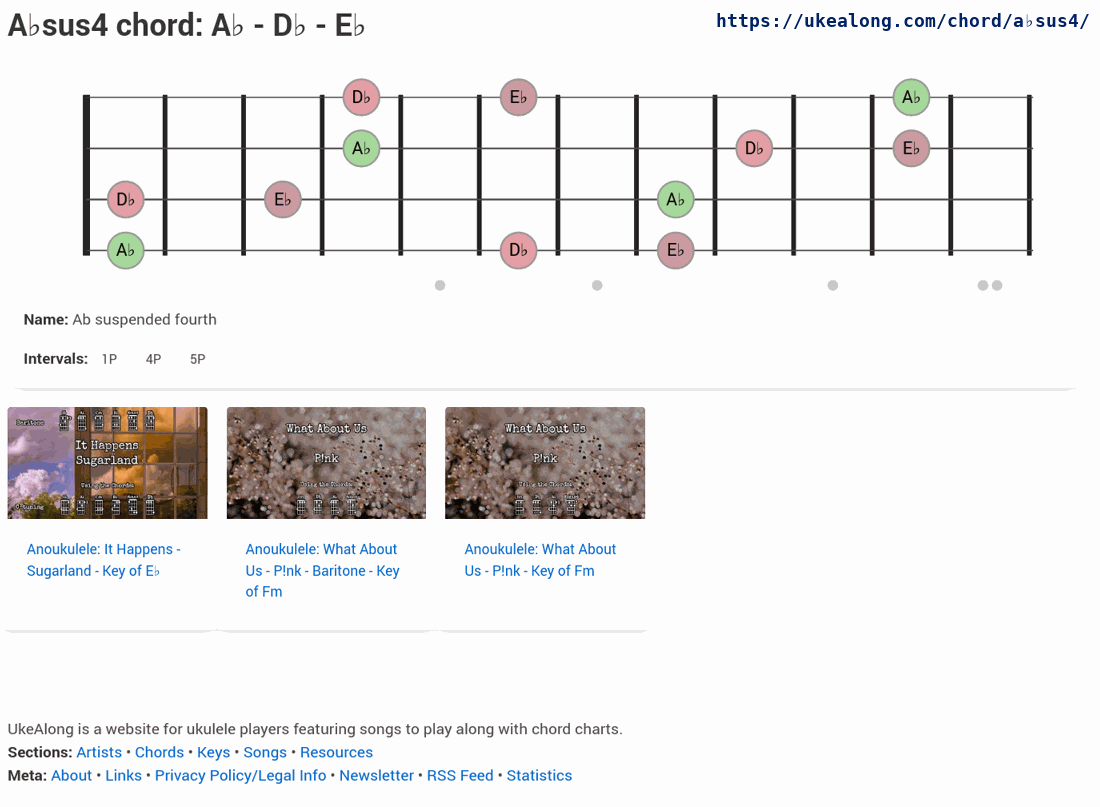 A♭sus4 chord: A♭ - D♭ - E♭
https://ukealong.com/chord/a♭sus4/
D♭ E♭ A♭
A♭ D♭ E♭
D♭ E♭ A♭
A♭ D♭ E♭
Name: Ab suspended fourth
Intervals: 1P 4P 5P
Baritone
It Happens
Sugarland
Using the Chords:
C-tuning
What About Us
P!nk
Using the Chords:
What About Us
P!nk
Using the Chords:
Anoukulele: It Happens -
Sugarland - Key of E♭
Anoukulele: What About
Us - P!nk - Baritone - Key
of Fm
Anoukulele: What About
Us - P!nk - Key of Fm
UkeAlong is a website for ukulele players featuring songs to play along with chord charts.
Sections: Artists • Chords • Keys • Songs • Resources
Meta: About • Links • Privacy Policy/Legal Info • Newsletter • RSS Feed • Statistics